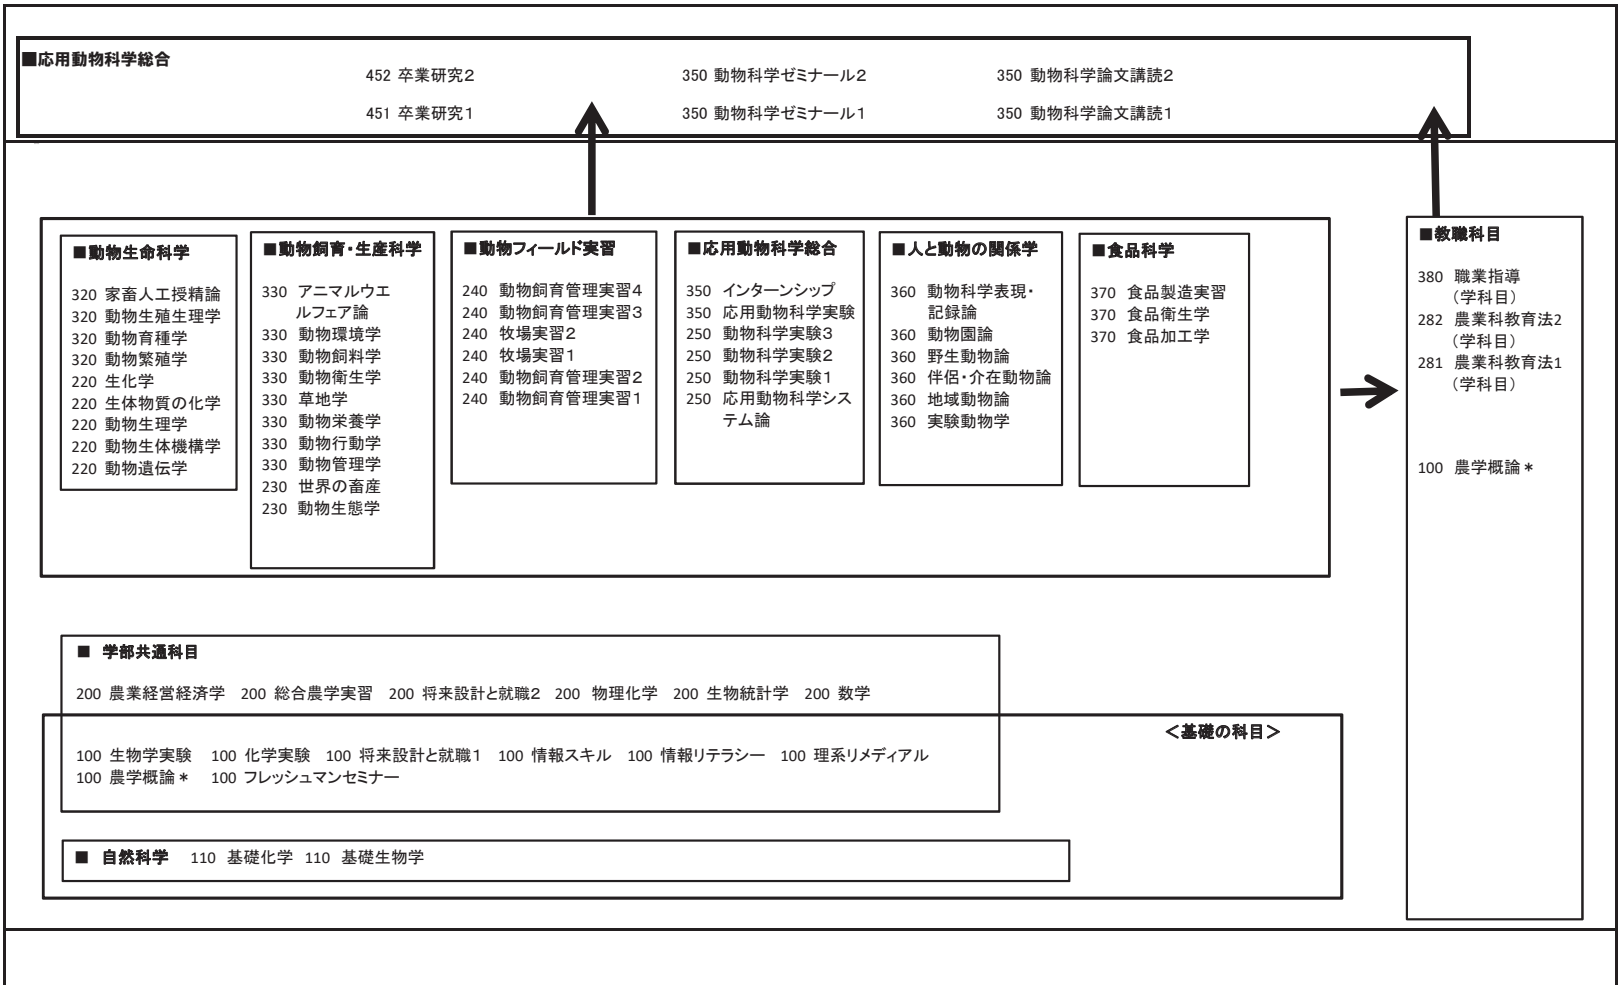 ■応用動物科学総合
452 卒業研究2 350 動物科学ゼミナール2 350 動物科学論文講読2
451 卒業研究1 350 動物科学ゼミナール1 350 動物科学論文講読1
■動物生命科学
320 家畜人工授精論
320 動物生殖生理学
320 動物育種学
320 動物繁殖学
220 生化学
220 生体物質の化学
220 動物生理学
220 動物生体機構学
220 動物遺伝学
■動物飼育・生産科学
330 アニマルウエ
ルフェア論
330 動物環境学
330 動物飼料学
330 動物衛生学
330 草地学
330 動物栄養学
330 動物行動学
330 動物管理学
230 世界の畜産
230 動物生態学
■動物フィールド実習
240 動物飼育管理実習4
240 動物飼育管理実習3
240 牧場実習2
240 牧場実習1
240 動物飼育管理実習2
240 動物飼育管理実習1
■応用動物科学総合
350 インターンシップ
350 応用動物科学実験
250 動物科学実験3
250 動物科学実験2
250 動物科学実験1
250 応用動物科学シス
テム論
■人と動物の関係学
360 動物科学表現・
記録論
360 動物園論
360 野生動物論
360 伴侶・介在動物論
360 地域動物論
360 実験動物学
■食品科学
370 食品製造実習
370 食品衛生学
370 食品加工学
■教職科目
380 職業指導
(学科目)
282 農業科教育法2
(学科目)
281 農業科教育法1
(学科目)
100 農学概論*
■ 学部共通科目
200 農業経営経済学 200 総合農学実習 200 将来設計と就職2 200 物理化学 200 生物統計学 200 数学
<基礎の科目>
100 生物学実験 100 化学実験 100 将来設計と就職1 100 情報スキル 100 情報リテラシー 100 理系リメディアル
100 農学概論* 100 フレッシュマンセミナー
■ 自然科学 110 基礎化学 110 基礎生物学